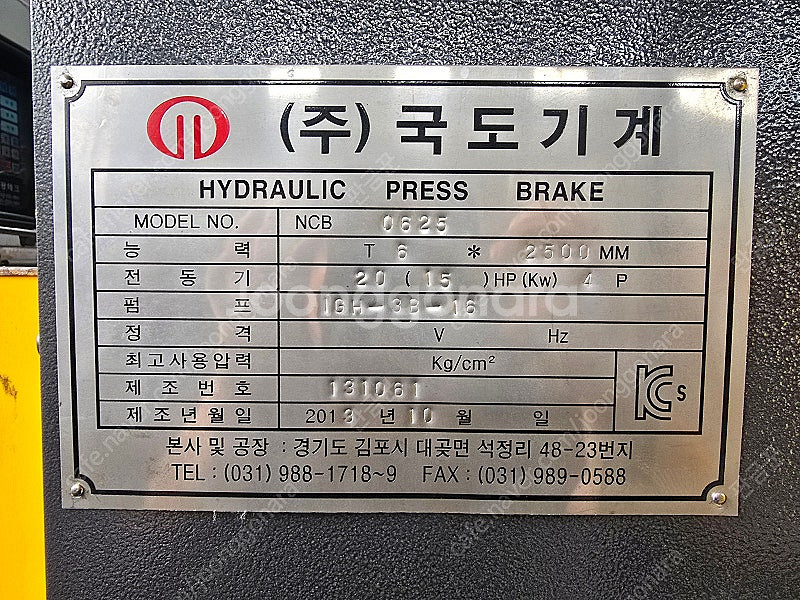 (주) 국도기계
HYDRAULIC PRESS BRAKE
MODEL NO. NCB 0625
능력 T 6 * 2500 MM
전동기 20 ( 15 ) HP (Kw) 4 P
펌프 IGH-3B-16
정격 V Hz
최고사용압력 Kg/cm²
제조번호 131061
제조년월일 2013 년 10 월 일
KC s
본사 및 공장 : 경기도 김포시 대곶면 석정리 48-23번지
TEL : (031) 988-1718~9 FAX : (031) 989-0588
joonggonara